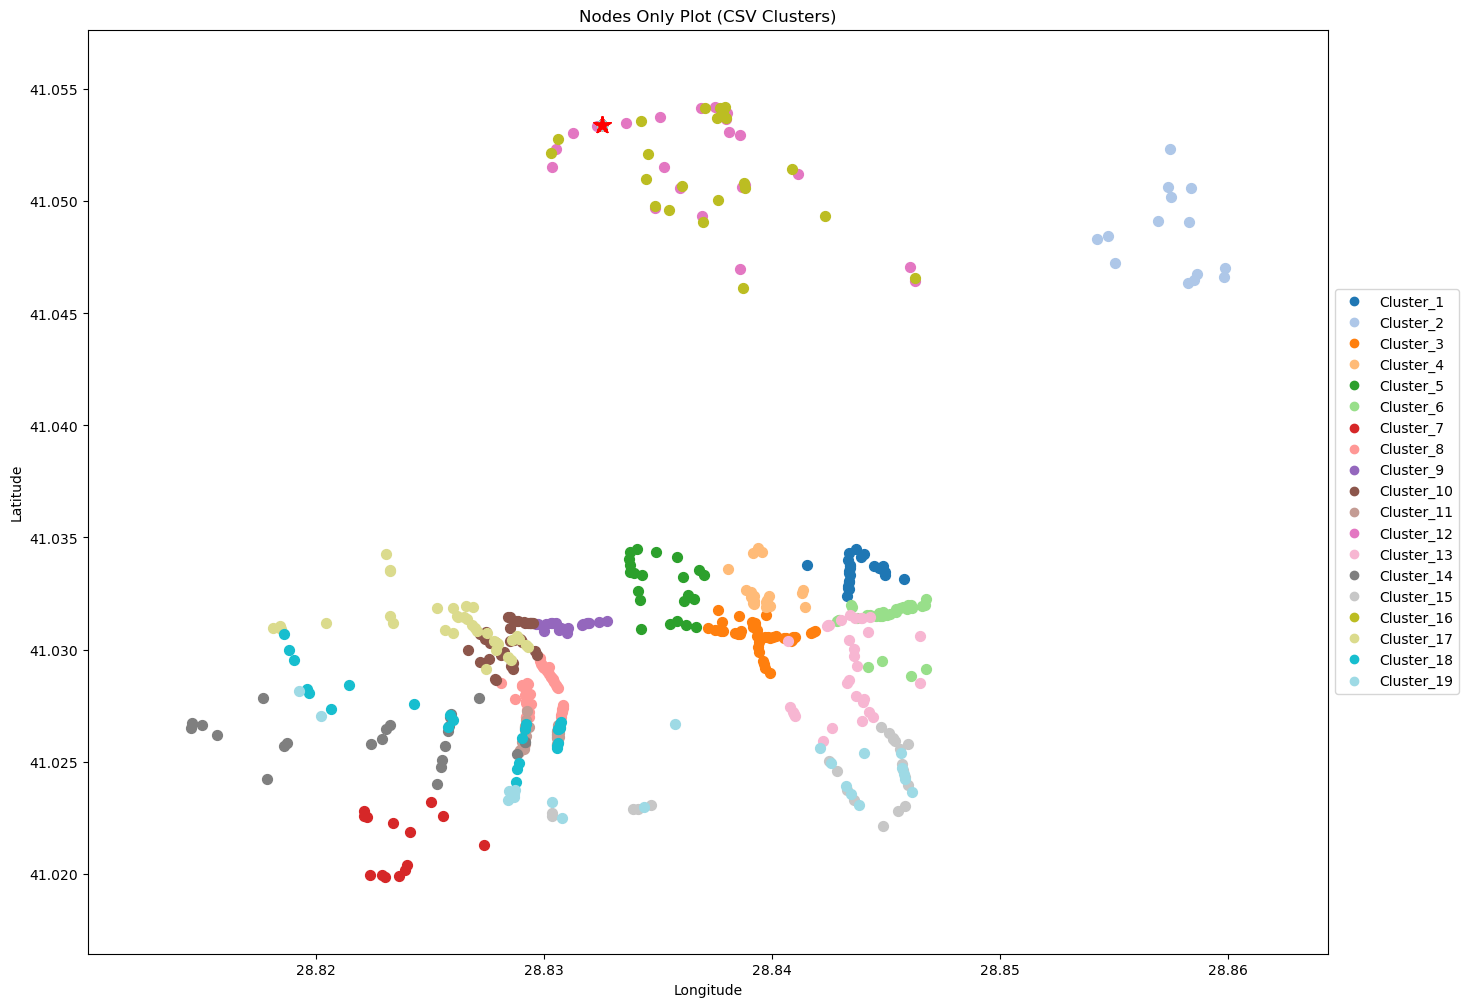 Nodes Only Plot (CSV Clusters)
41.055
41.050
41.045
41.040
41.035
41.030
41.025
41.020
Latitude
28.82
28.83
28.84
28.85
28.86
Longitude
Cluster_1
Cluster_2
Cluster_3
Cluster_4
Cluster_5
Cluster_6
Cluster_7
Cluster_8
Cluster_9
Cluster_10
Cluster_11
Cluster_12
Cluster_13
Cluster_14
Cluster_15
Cluster_16
Cluster_17
Cluster_18
Cluster_19